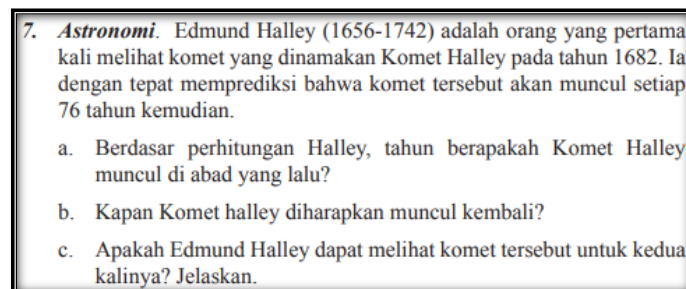 7. Astronomi. Edmund Halley (1656-1742) adalah orang yang pertama
kali melihat komet yang dinamakan Komet Halley pada tahun 1682. Ia
dengan tepat memprediksi bahwa komet tersebut akan muncul setiap
76 tahun kemudian.
a. Berdasar perhitungan Halley, tahun berapakah Komet Halley
muncul di abad yang lalu?
b. Kapan Komet halley diharapkan muncul kembali?
c. Apakah Edmund Halley dapat melihat komet tersebut untuk kedua
kalinya? Jelaskan.